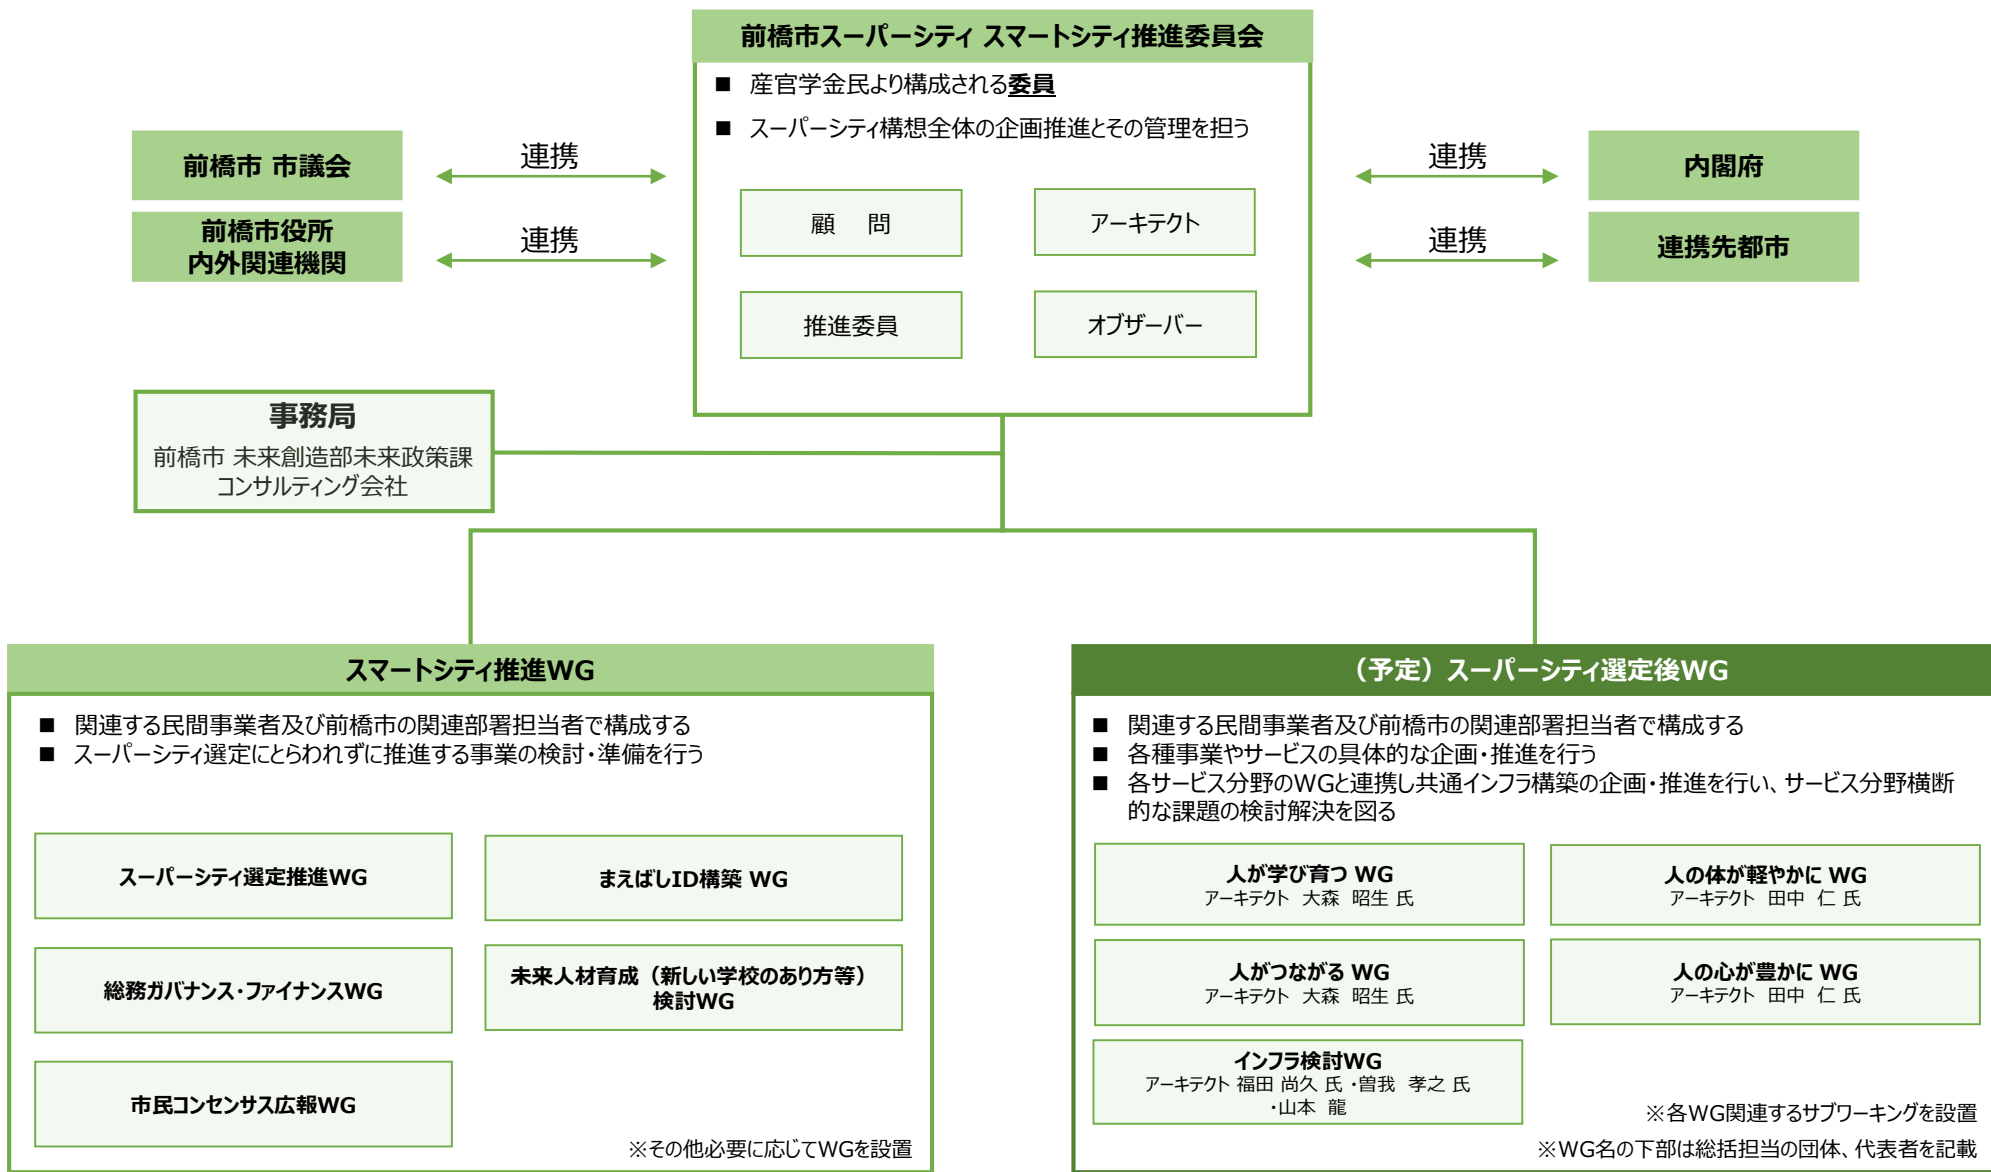 前橋市スーパーシティ スマートシティ推進委員会
■ 産官学金民より構成される委員
■ スーパーシティ構想全体の企画推進とその管理を担う
顧 問
アーキテクト
推進委員
オブザーバー
前橋市 市議会
連携
前橋市役所
内外関連機関
連携
連携
内閣府
連携
連携先都市
事務局
前橋市 未来創造部未来政策課
コンサルティング会社
スマートシティ推進WG
■ 関連する民間事業者及び前橋市の関連部署担当者で構成する
■ スーパーシティ選定にとらわれずに推進する事業の検討・準備を行う
スーパーシティ選定推進WG
まえばしID構築 WG
総務ガバナンス・ファイナンスWG
未来人材育成（新しい学校のあり方等）
検討WG
市民コンセンサス広報WG
※その他必要に応じてWGを設置
（予定）スーパーシティ選定後WG
■ 関連する民間事業者及び前橋市の関連部署担当者で構成する
■ 各種事業やサービスの具体的な企画・推進を行う
■ 各サービス分野のWGと連携し共通インフラ構築の企画・推進を行い、サービス分野横断
的な課題の検討解決を図る
人が学び育つ WG
アーキテクト 大森 昭生 氏
人の体が軽やかに WG
アーキテクト 田中 仁 氏
人がつながる WG
アーキテクト 大森 昭生 氏
人の心が豊かに WG
アーキテクト 田中 仁 氏
インフラ検討WG
アーキテクト 福田 尚久 氏 ・曽我 孝之 氏
・山本 龍
※各WG関連するサブワーキングを設置
※WG名の下部は総括担当の団体、代表者を記載